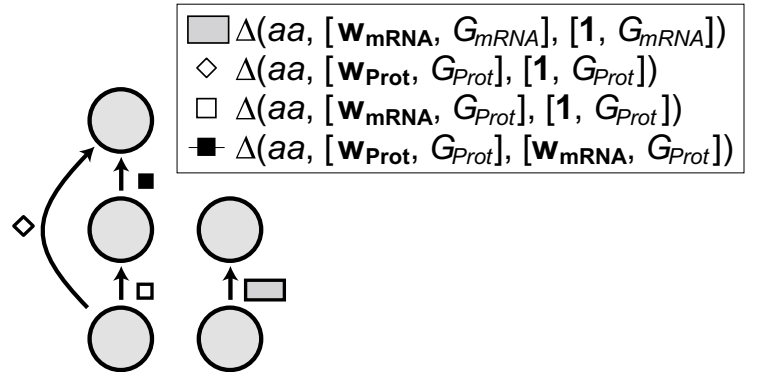 Δ(aa, [wmRNA, GmRNA], [1, GmRNA])
Δ(aa, [wProt, GProt], [1, GProt])
Δ(aa, [wmRNA, GProt], [1, GProt])
Δ(aa, [wProt, GProt], [wmRNA, GProt])